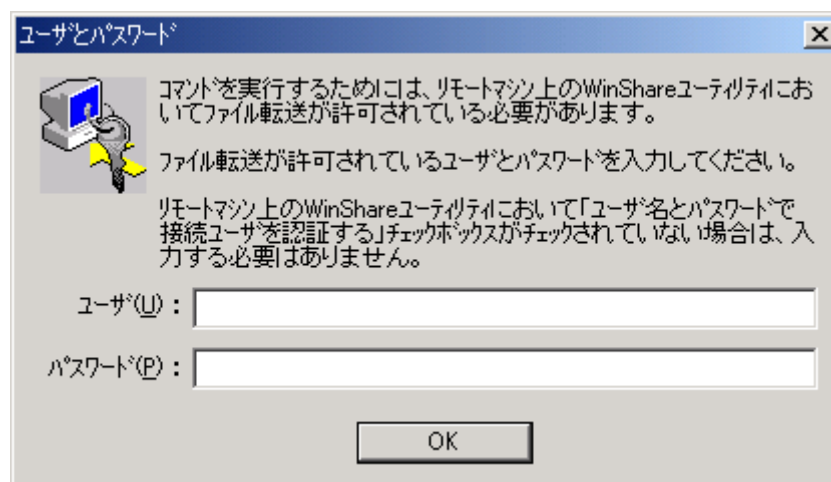 ユーザとパスワード
コマンドを実行するためには、リモートマシン上のWinShareユーティリティにお
いてファイル転送が許可されている必要があります。
ファイル転送が許可されているユーザとパスワードを入力してください。
リモートマシン上のWinShareユーティリティにおいて「ユーザ名とパスワードで
接続ユーザを認証する」チェックボックスがチェックされていない場合は、入
力する必要はありません。
ユーザ(U)：
パスワード(P)：
OK